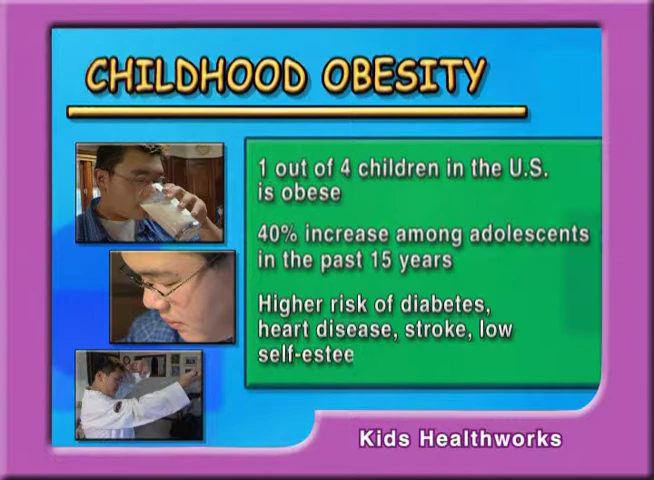 CHILDHOOD OBESITY
1 out of 4 children in the U.S.
is obese
40% increase among adolescents
in the past 15 years
Higher risk of diabetes,
heart disease, stroke, low
self-estee
Kids Healthworks